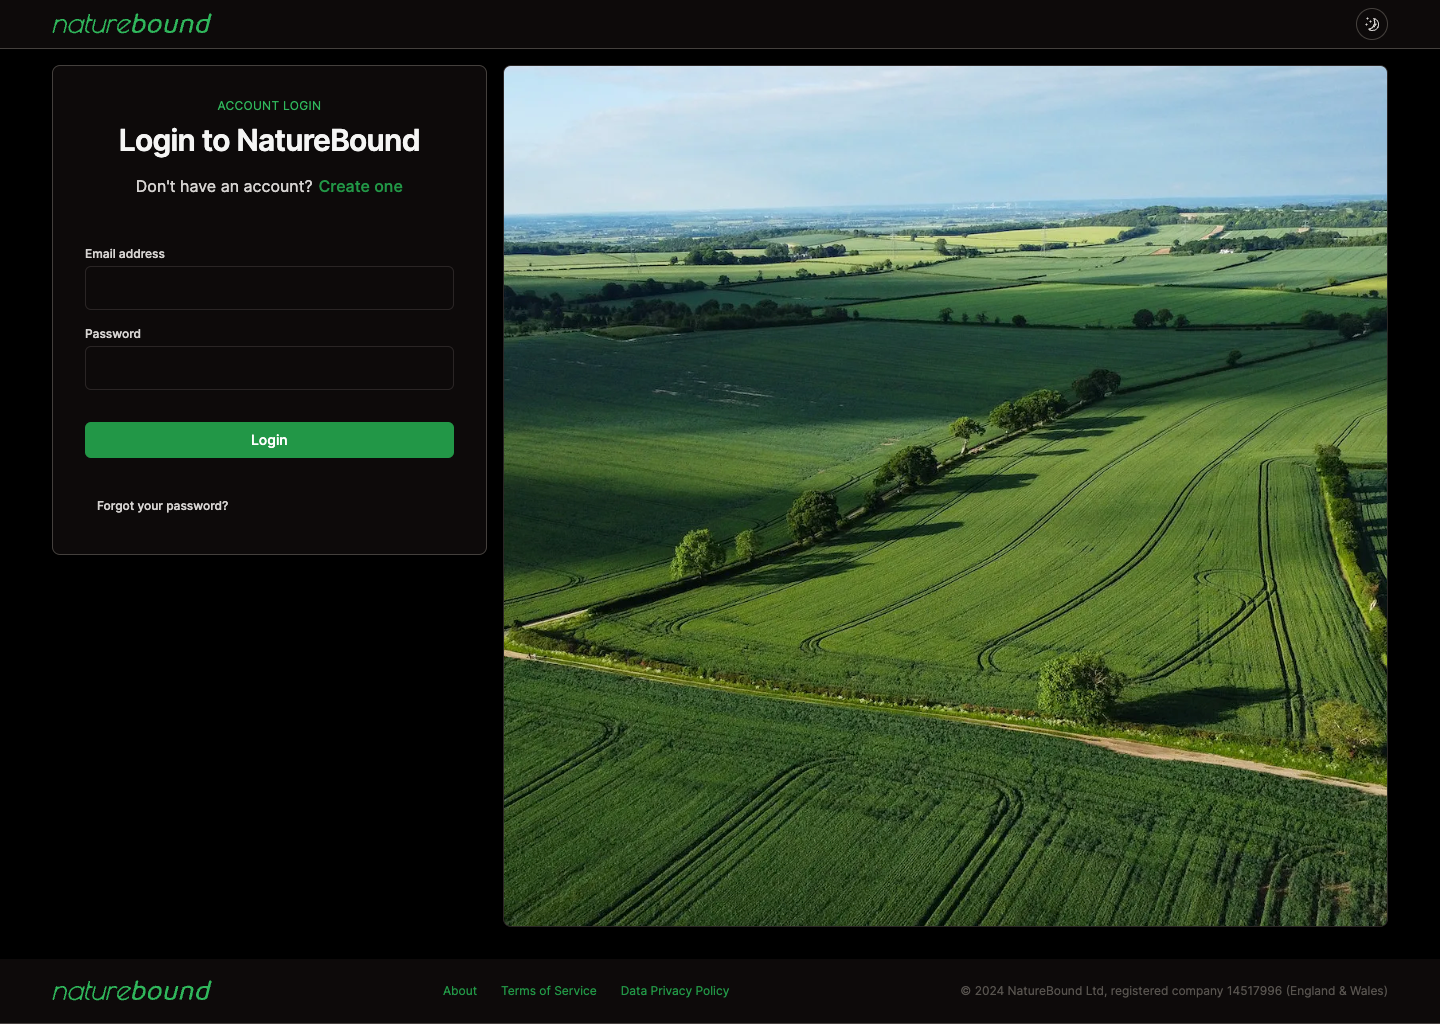 naturebound
ACCOUNT LOGIN
Login to NatureBound
Don't have an account? Create one
Email address
Password
Login
Forgot your password?
naturebound
About
Terms of Service
Data Privacy Policy
© 2024 NatureBound Ltd, registered company 14517996 (England & Wales)